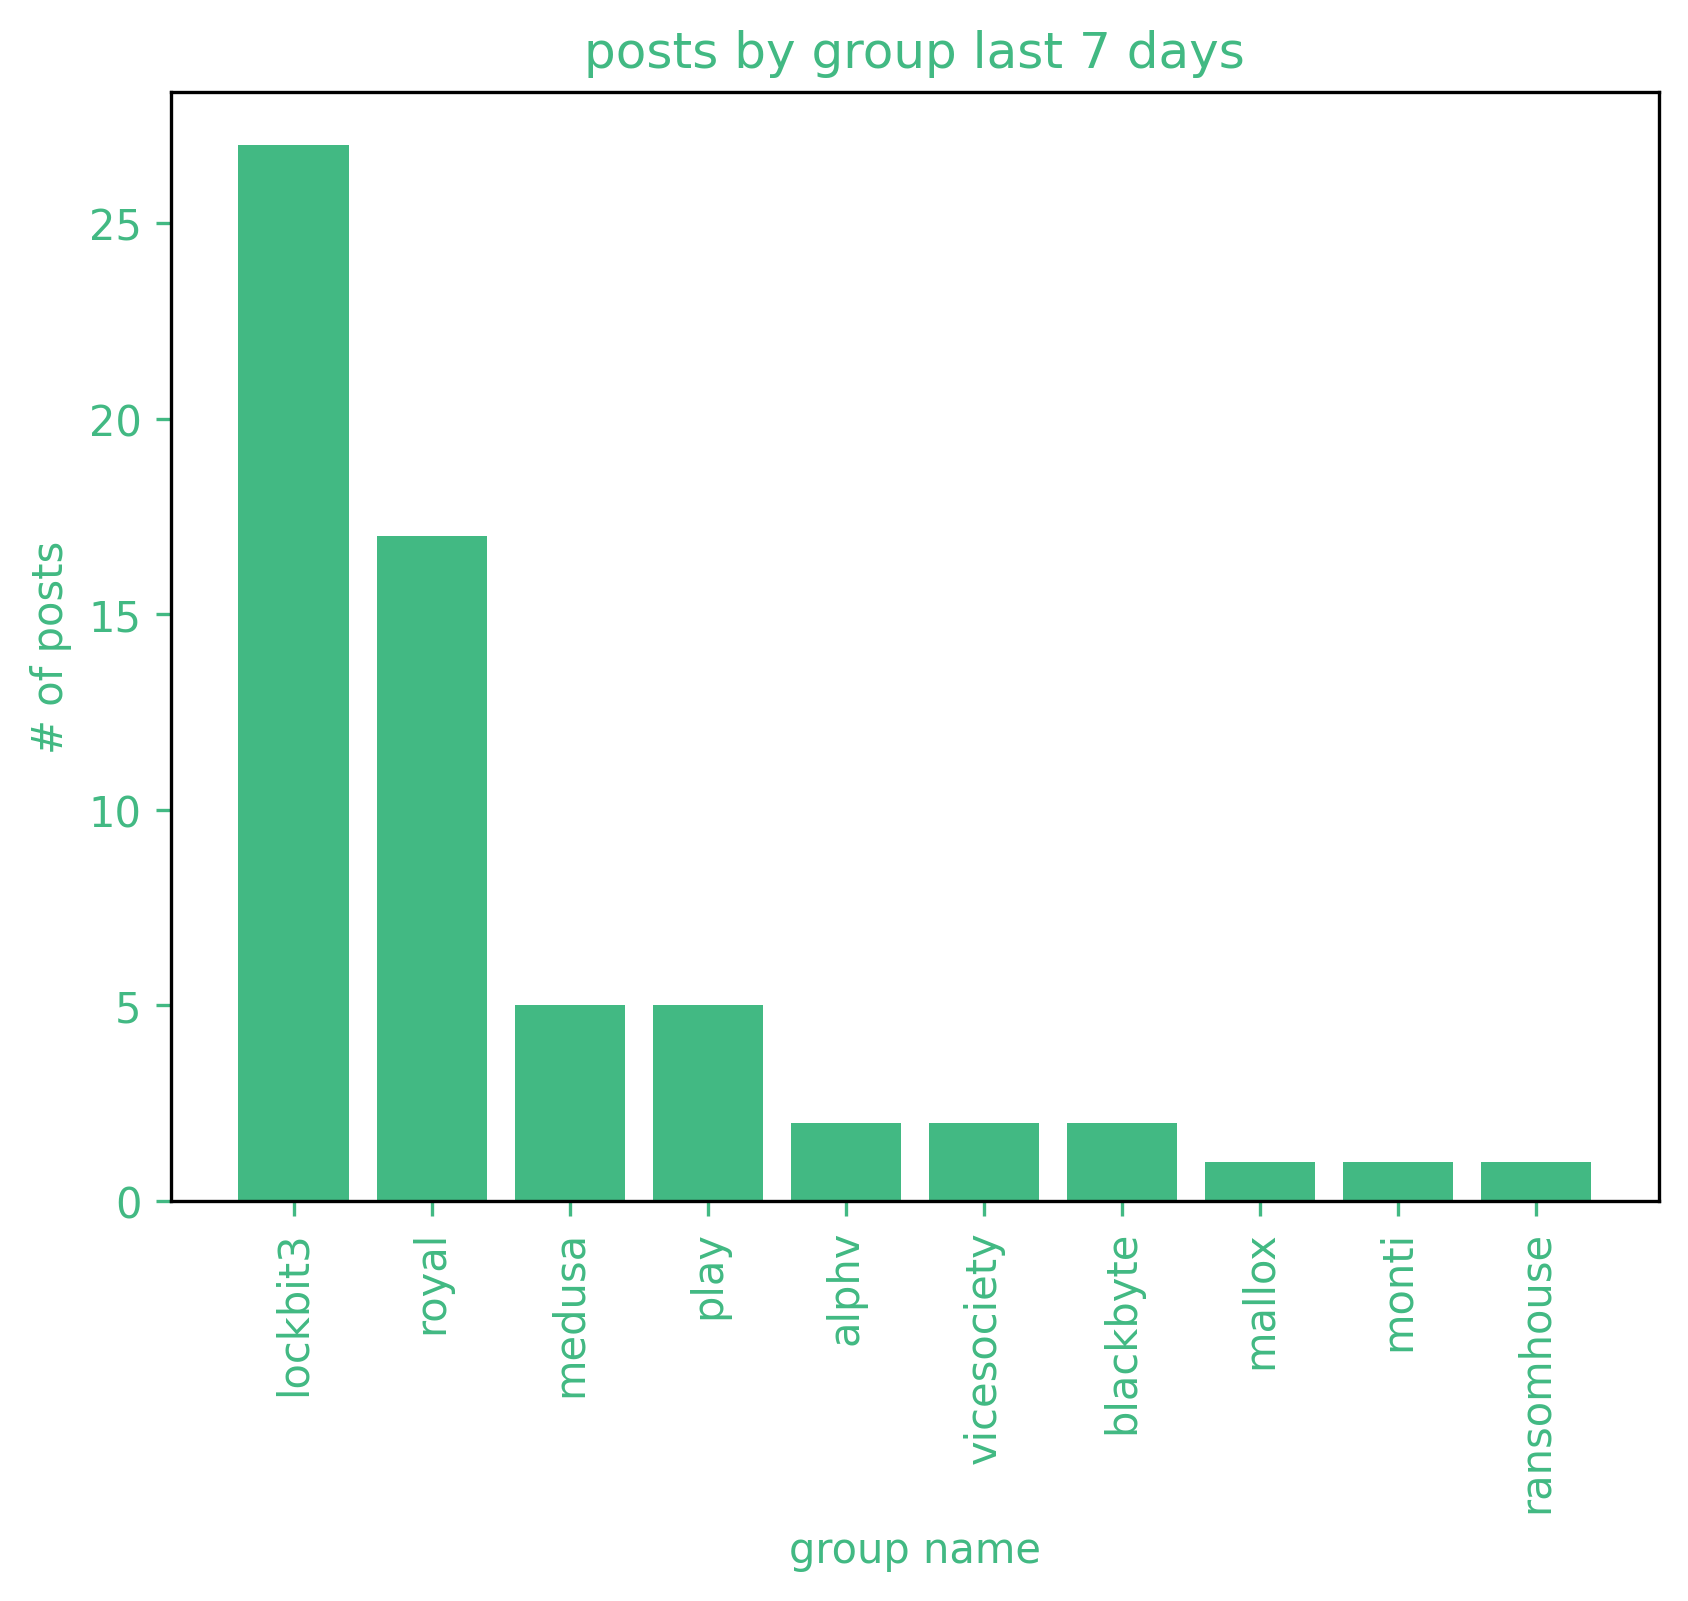 posts by group last 7 days
# of posts
25
20
15
10
5
0
lockbit3
royal
medusa
play
alphv
vicesociety
blackbyte
mallox
monti
ransomhouse
group name